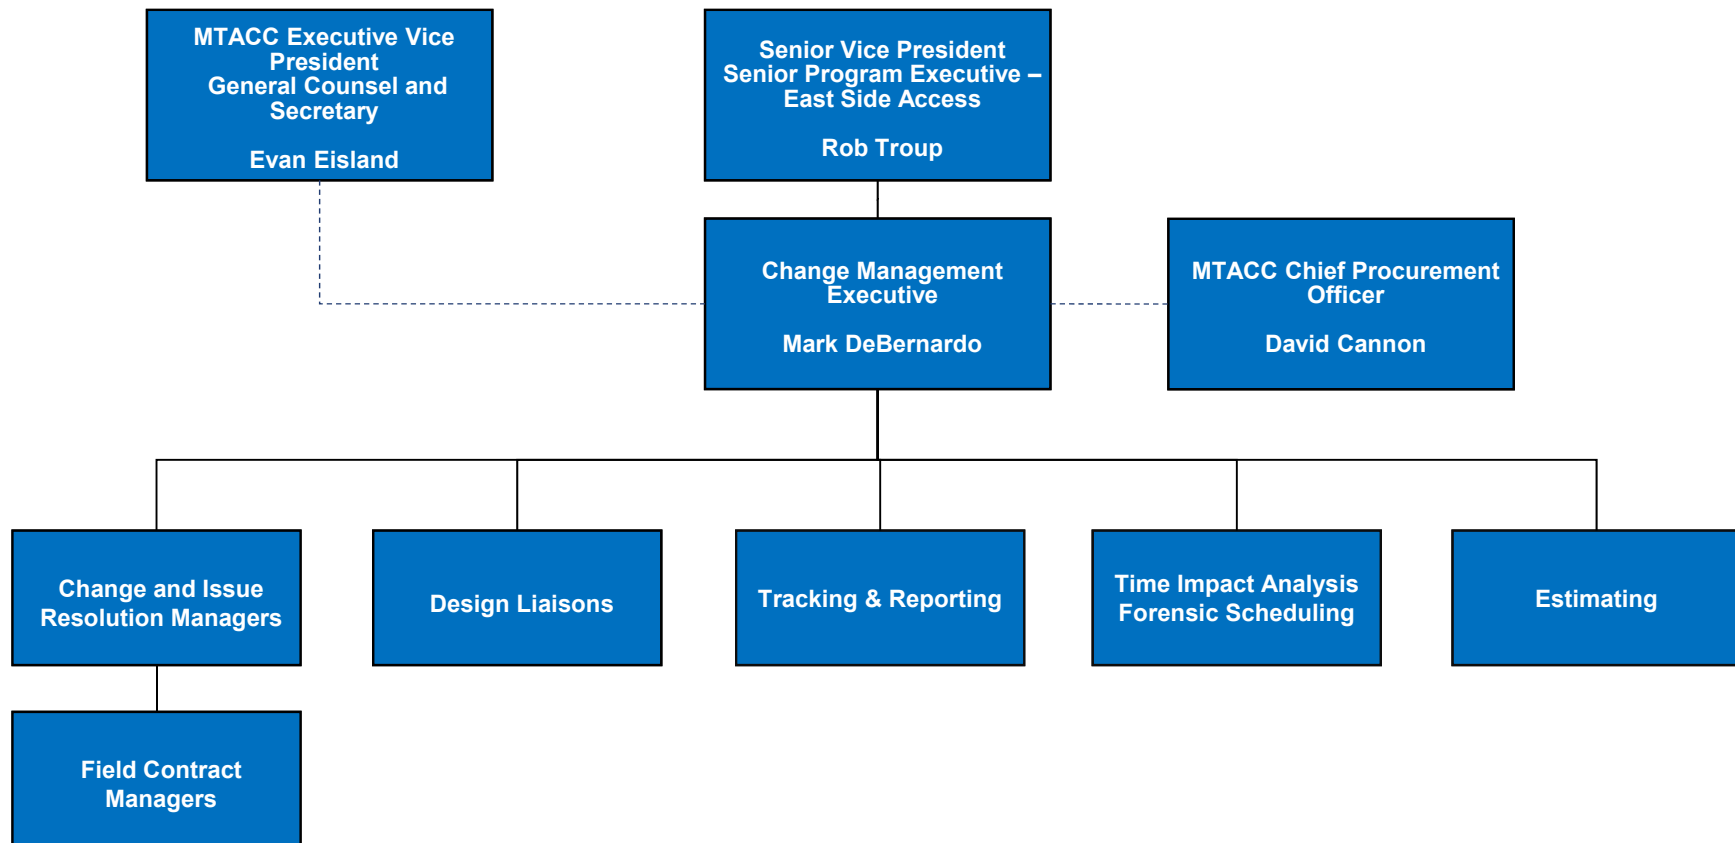 MTACC Executive Vice
President
General Counsel and
Secretary
Evan Eisland
Senior Vice President
Senior Program Executive –
East Side Access
Rob Troup
Change Management
Executive
Mark DeBernardo
MTACC Chief Procurement
Officer
David Cannon
Change and Issue
Resolution Managers
Design Liaisons
Tracking & Reporting
Time Impact Analysis
Forensic Scheduling
Estimating
Field Contract
Managers